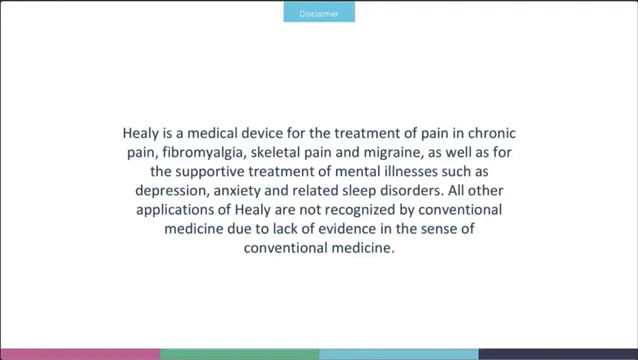 Disclaimer
Healy is a medical device for the treatment of pain in chronic
pain, fibromyalgia, skeletal pain and migraine, as well as for
the supportive treatment of mental illnesses such as
depression, anxiety and related sleep disorders. All other
applications of Healy are not recognized by conventional
medicine due to lack of evidence in the sense of
conventional medicine.